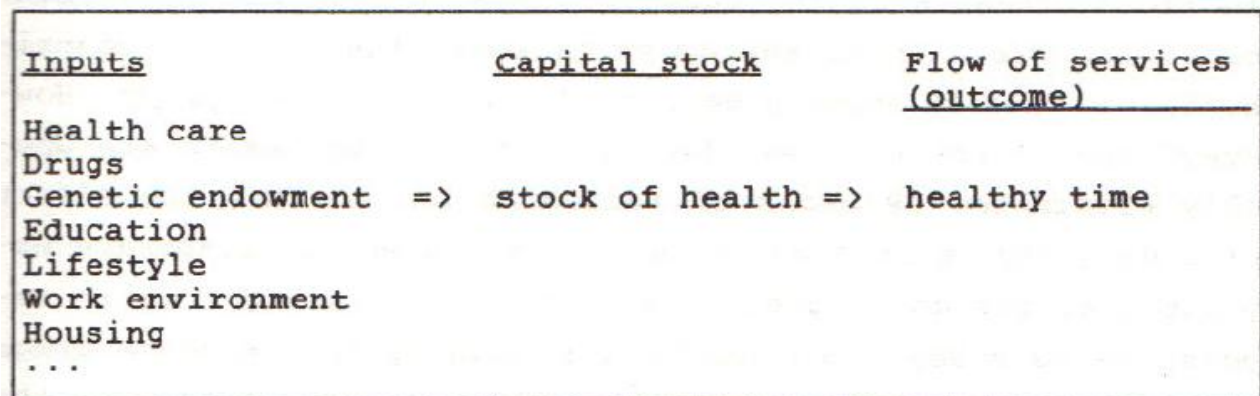 Inputs Capital stock Flow of services
(outcome)
Health care
Drugs
Genetic endowment => stock of health => healthy time
Education
Lifestyle
Work environment
Housing
...